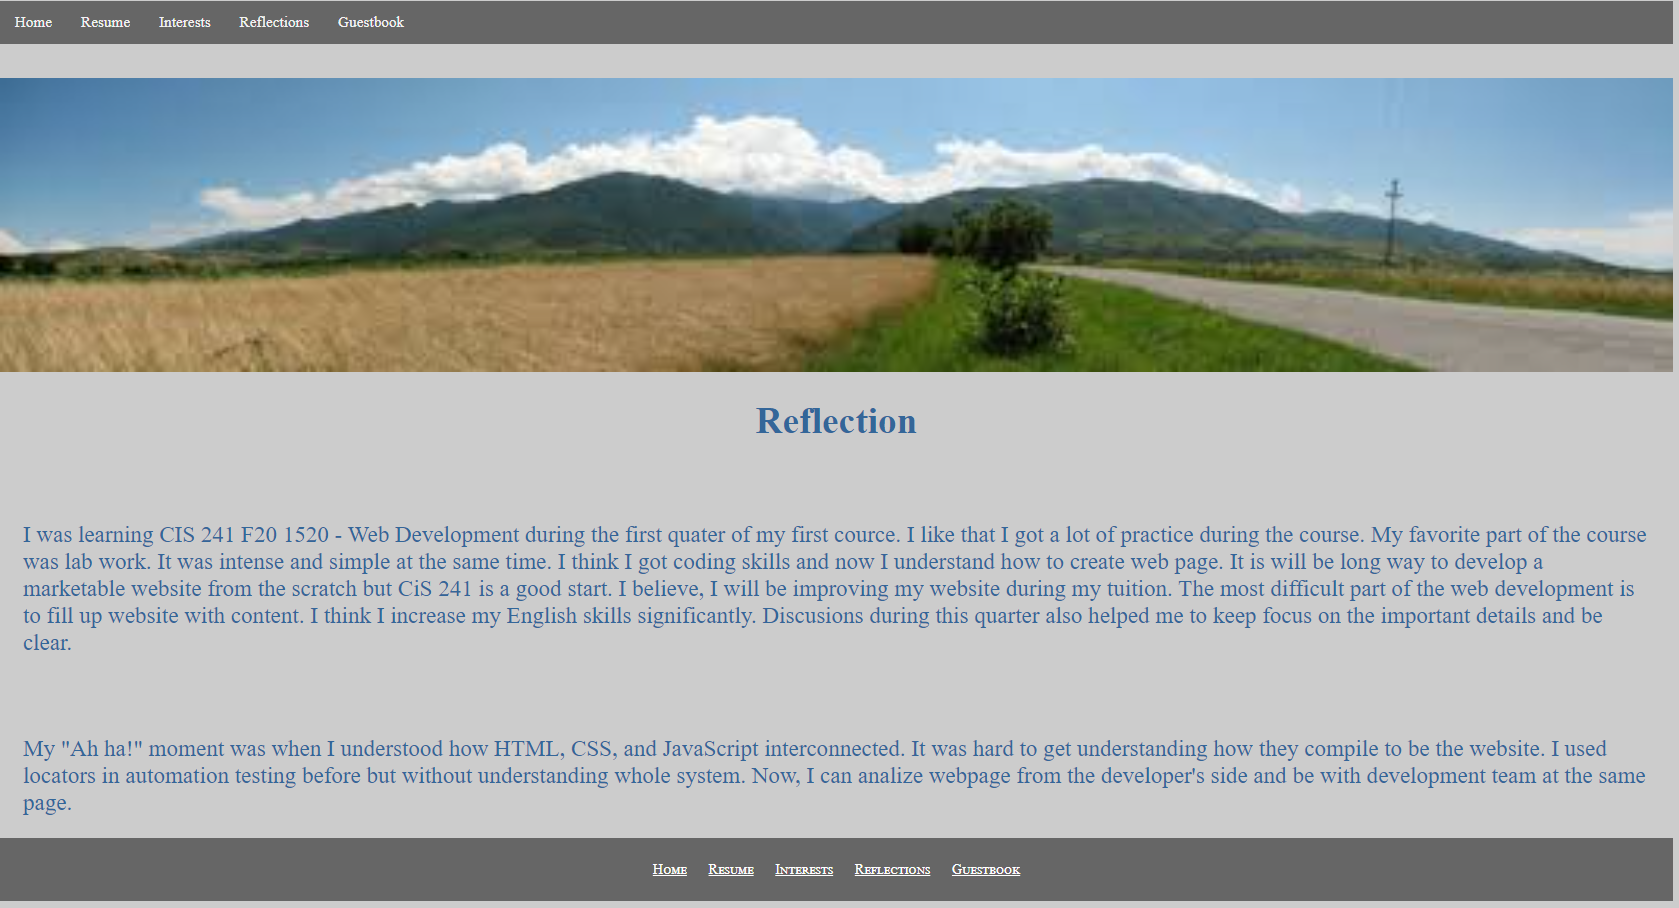 Home Resume Interests Reflections Guestbook
Reflection
I was learning CIS 241 F20 1520 - Web Development during the first quater of my first cource. I like that I got a lot of practice during the course. My favorite part of the course
was lab work. It was intense and simple at the same time. I think I got coding skills and now I understand how to create web page. It is will be long way to develop a
marketable website from the scratch but CiS 241 is a good start. I believe, I will be improving my website during my tuition. The most difficult part of the web development is
to fill up website with content. I think I increase my English skills significantly. Discusions during this quarter also helped me to keep focus on the important details and be
clear.
My "Ah ha!" moment was when I understood how HTML, CSS, and JavaScript interconnected. It was hard to get understanding how they compile to be the website. I used
locators in automation testing before but without understanding whole system. Now, I can analize webpage from the developer's side and be with development team at the same
page.
Home Resume Interests Reflections Guestbook